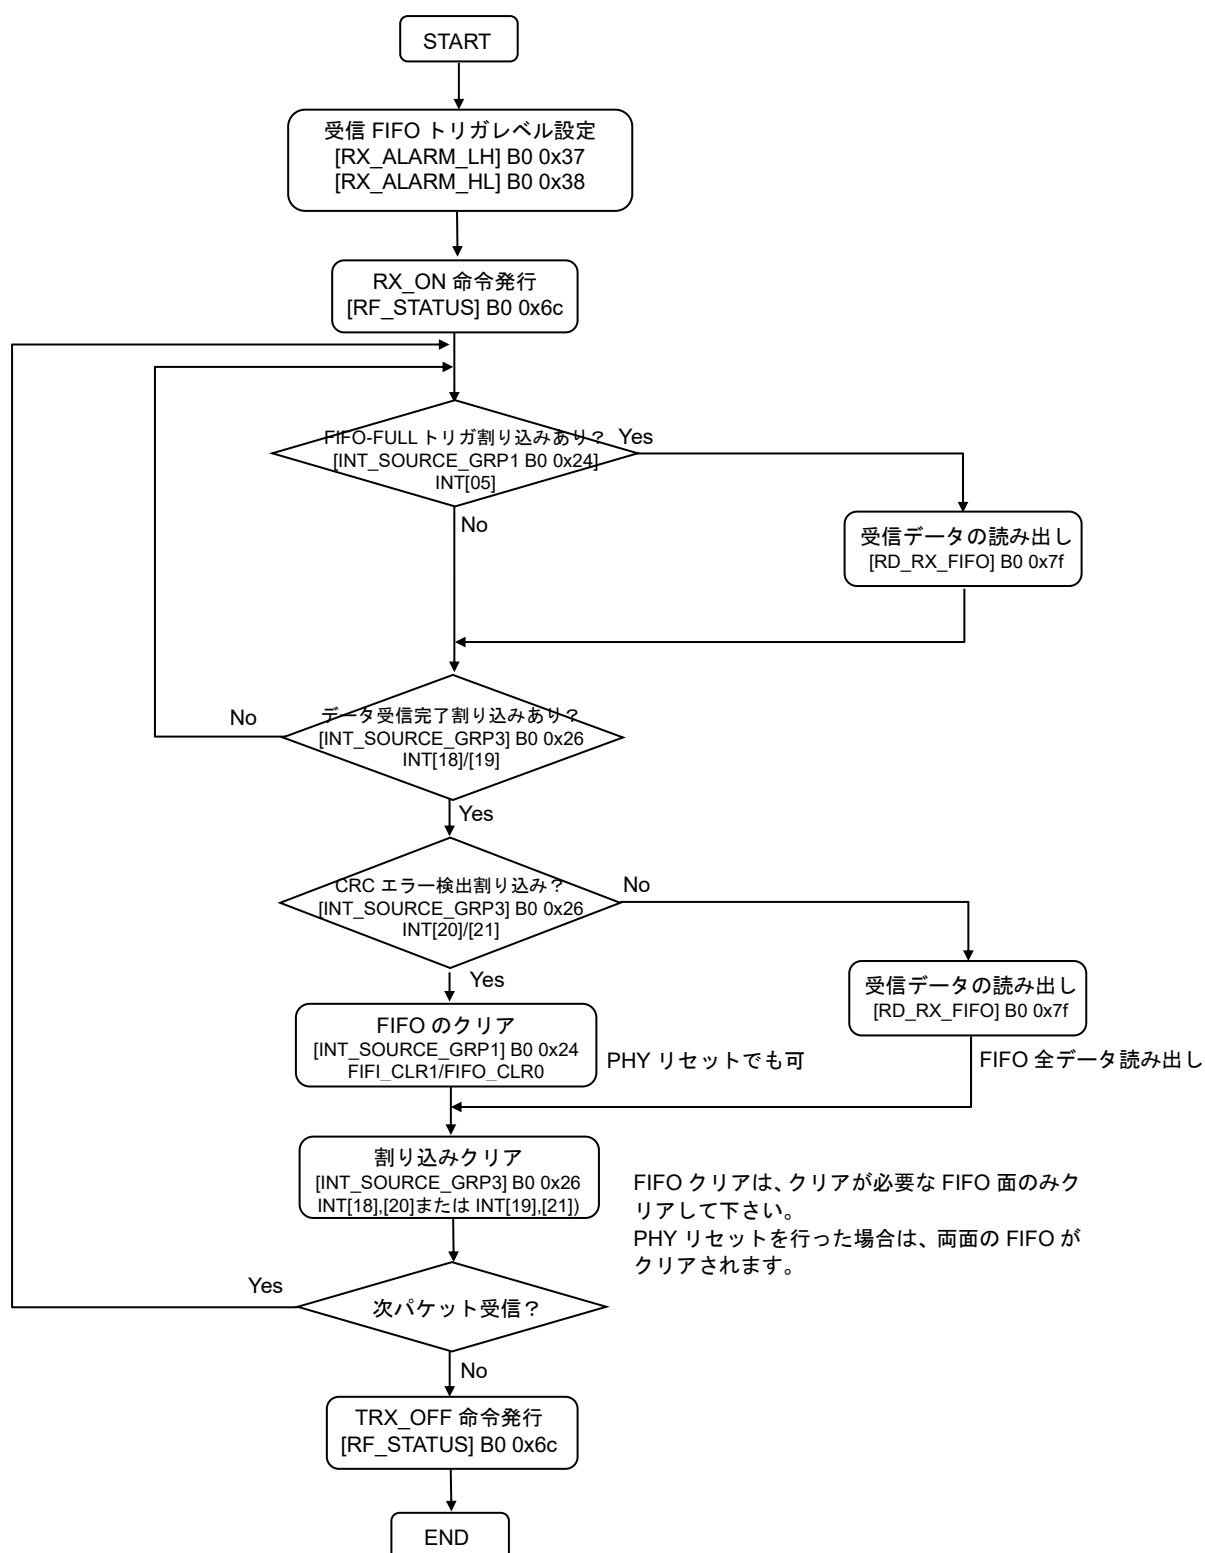 START
受信 FIFO トリガレベル設定
[RX_ALARM_LH] B0 0x37
[RX_ALARM_HL] B0 0x38
RX_ON 命令発行
[RF_STATUS] B0 0x6c
FIFO-FULL トリガ割り込みあり？
[INT_SOURCE_GRP1 B0 0x24]
INT[05]
Yes
No
受信データの読み出し
[RD_RX_FIFO] B0 0x7f
データ受信完了割り込みあり？
[INT_SOURCE_GRP3] B0 0x26
INT[18]/[19]
No
Yes
CRC エラー検出割り込み？
[INT_SOURCE_GRP3] B0 0x26
INT[20]/[21]
No
Yes
受信データの読み出し
[RD_RX_FIFO] B0 0x7f
FIFO 全データ読み出し
FIFO のクリア
[INT_SOURCE_GRP1] B0 0x24
FIFI_CLR1/FIFO_CLR0
PHY リセットでも可
割り込みクリア
[INT_SOURCE_GRP3] B0 0x26
INT[18],[20]または INT[19],[21])
FIFO クリアは、クリアが必要な FIFO 面のみク
リアして下さい。
PHY リセットを行った場合は、両面の FIFO が
クリアされます。
次パケット受信？
Yes
No
TRX_OFF 命令発行
[RF_STATUS] B0 0x6c
END